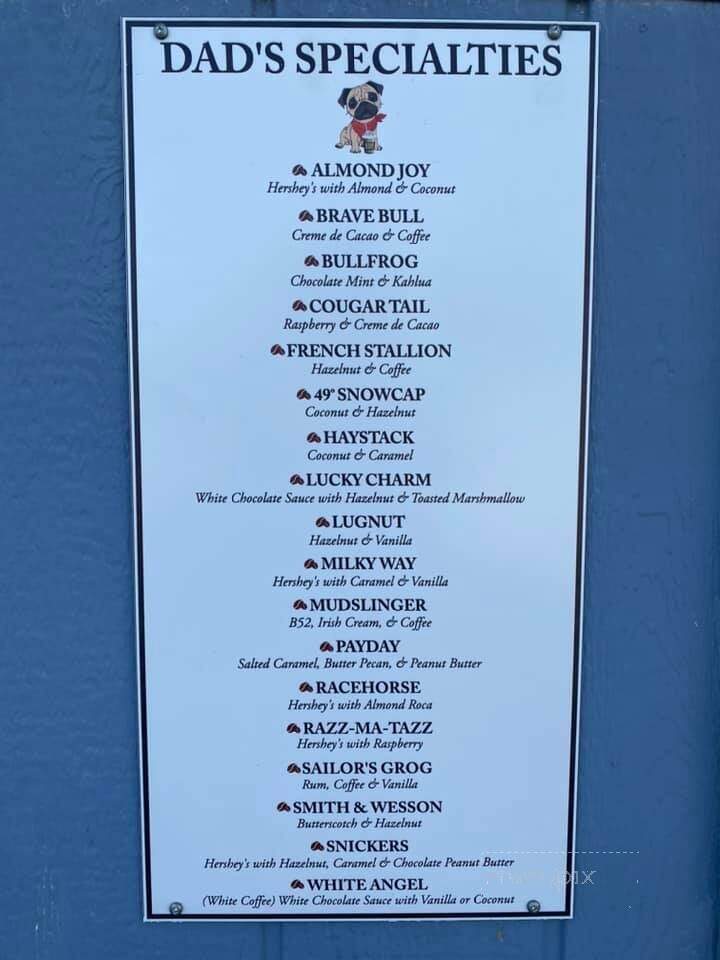 DAD'S SPECIALTIES
ALMOND JOY
Hershey's with Almond & Coconut
BRAVE BULL
Creme de Cacao & Coffee
BULLFROG
Chocolate Mint & Kahlua
COUGAR TAIL
Raspberry & Creme de Cacao
FRENCH STALLION
Hazelnut & Coffee
49° SNOWCAP
Coconut & Hazelnut
HAYSTACK
Coconut & Caramel
LUCKY CHARM
White Chocolate Sauce with Hazelnut & Toasted Marshmallow
LUGNUT
Hazelnut & Vanilla
MILKY WAY
Hershey's with Caramel & Vanilla
MUDSLINGER
B52, Irish Cream, & Coffee
PAYDAY
Salted Caramel, Butter Pecan, & Peanut Butter
RACEHORSE
Hershey's with Almond Roca
RAZZ-MA-TAZZ
Hershey's with Raspberry
SAILOR'S GROG
Rum, Coffee & Vanilla
SMITH & WESSON
Butterscotch & Hazelnut
SNICKERS
Hershey's with Hazelnut, Caramel & Chocolate Peanut Butter
WHITE ANGEL
(White Coffee) White Chocolate Sauce with Vanilla or Coconut